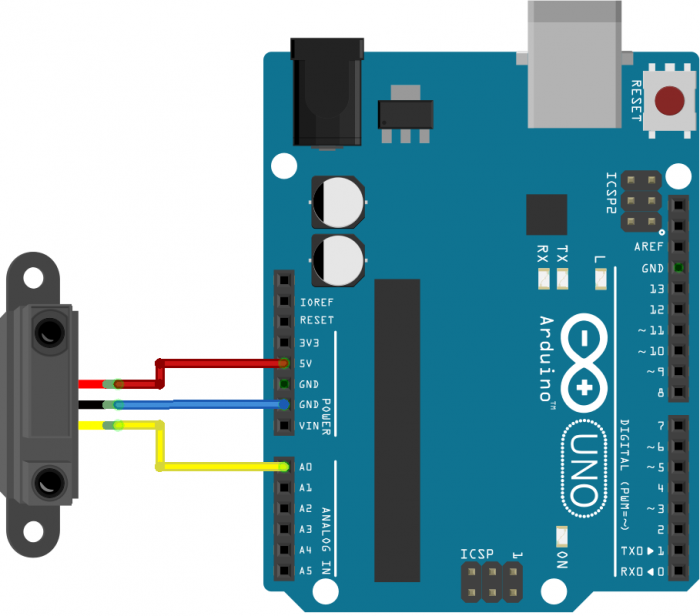 RESET
ICSP2
AREF
GND
13
12
~11
~10
~9
8
RX
TX
L
IOREF
RESET
3V3
5V
GND
GND
VIN
POWER
A0
A1
A2
A3
A4
A5
ANALOG IN
Arduino™
UNO
DIGITAL (PWM=~)
7
~6
~5
4
~3
2
TX0▶1
RX0◀0
ICSP
1
ON